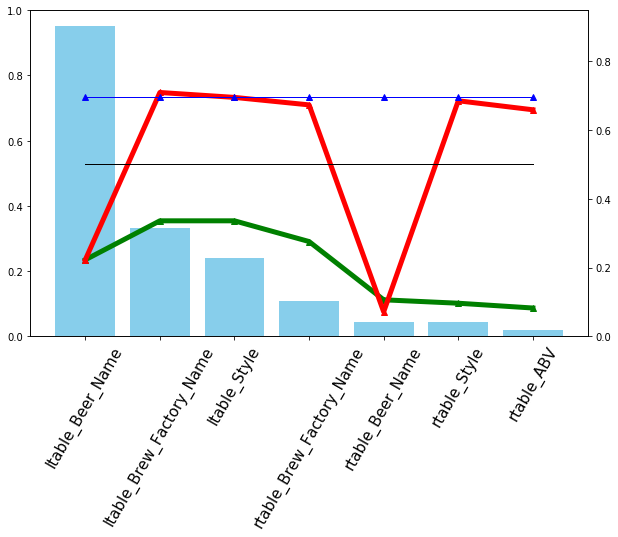 1.0
0.8
0.6
0.4
0.2
0.0
0.8
0.6
0.4
0.2
0.0
ltable_Beer_Name
ltable_Brew_Factory_Name
ltable_Style
rtable_Brew_Factory_Name
rtable_Beer_Name
rtable_Style
rtable_ABV